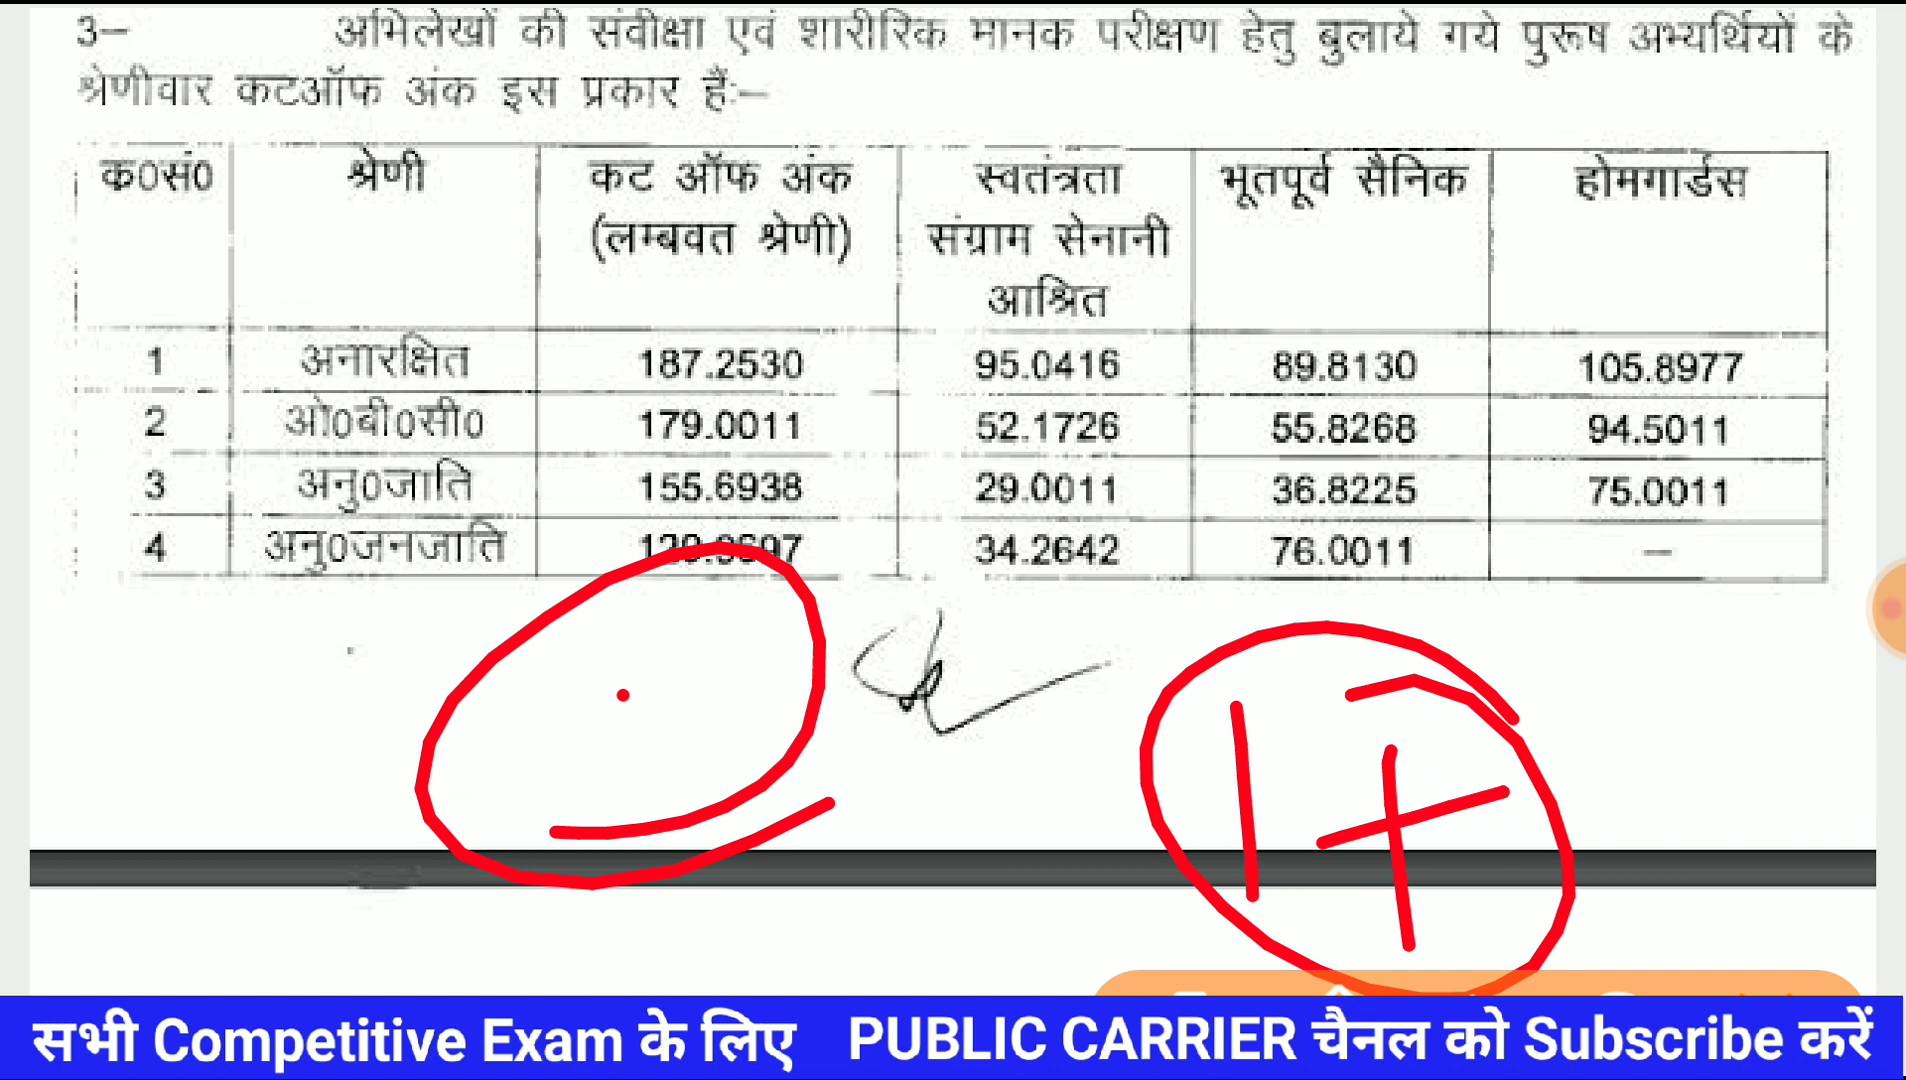 3— अभिलेखों की संवीक्षा एवं शारीरिक मानक परीक्षण हेतु बुलाये गये पुरूष अभ्यर्थियों के
श्रेणीवार कटऑफ अंक इस प्रकार हैं:—
क0सं0 श्रेणी कट ऑफ अंक (लम्बवत श्रेणी) स्वतंत्रता संग्राम सेनानी आश्रित भूतपूर्व सैनिक होमगार्डस
1 अनारक्षित 187.2530 95.0416 89.8130 105.8977
2 ओ0बी0सी0 179.0011 52.1726 55.8268 94.5011
3 अनु0जाति 155.6938 29.0011 36.8225 75.0011
4 अनु0जनजाति 34.2642 76.0011 —
सभी Competitive Exam के लिए PUBLIC CARRIER चैनल को Subscribe करें